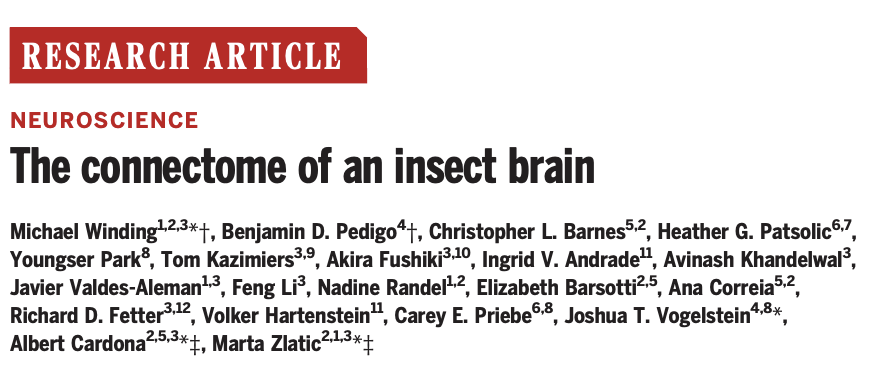 RESEARCH ARTICLE
NEUROSCIENCE
The connectome of an insect brain
Michael Winding1,2,3*†, Benjamin D. Pedigo4†, Christopher L. Barnes5,2, Heather G. Patsolic6,7,
Youngser Park8, Tom Kazimiers3,9, Akira Fushiki3,10, Ingrid V. Andrade11, Avinash Khandelwal3,
Javier Valdes-Aleman1,3, Feng Li3, Nadine Randel1,2, Elizabeth Barsotti2,5, Ana Correia5,2,
Richard D. Fetter3,12, Volker Hartenstein11, Carey E. Priebe6,8, Joshua T. Vogelstein4,8*,
Albert Cardona2,5,3*‡, Marta Zlatic2,1,3*‡